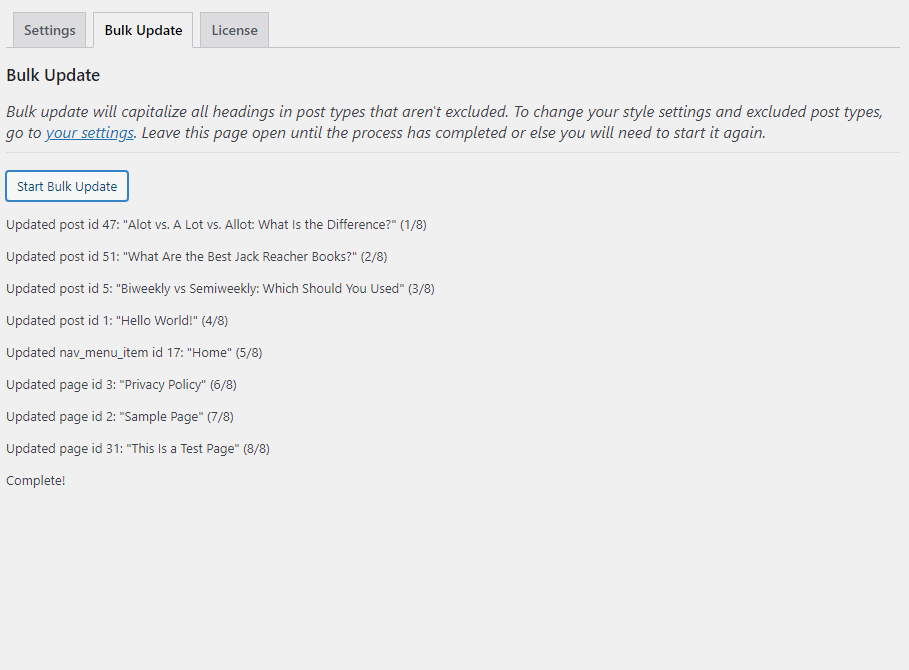 Settings
Bulk Update
License
Bulk Update
Bulk update will capitalize all headings in post types that aren't excluded. To change your style settings and excluded post types,
go to your settings. Leave this page open until the process has completed or else you will need to start it again.
Start Bulk Update
Updated post id 47: "Alot vs. A Lot vs. Allot: What Is the Difference?" (1/8)
Updated post id 51: "What Are the Best Jack Reacher Books?" (2/8)
Updated post id 5: "Biweekly vs Semiweekly: Which Should You Used" (3/8)
Updated post id 1: "Hello World!" (4/8)
Updated nav_menu_item id 17: "Home" (5/8)
Updated page id 3: "Privacy Policy" (6/8)
Updated page id 2: "Sample Page" (7/8)
Updated page id 31: "This Is a Test Page" (8/8)
Complete!